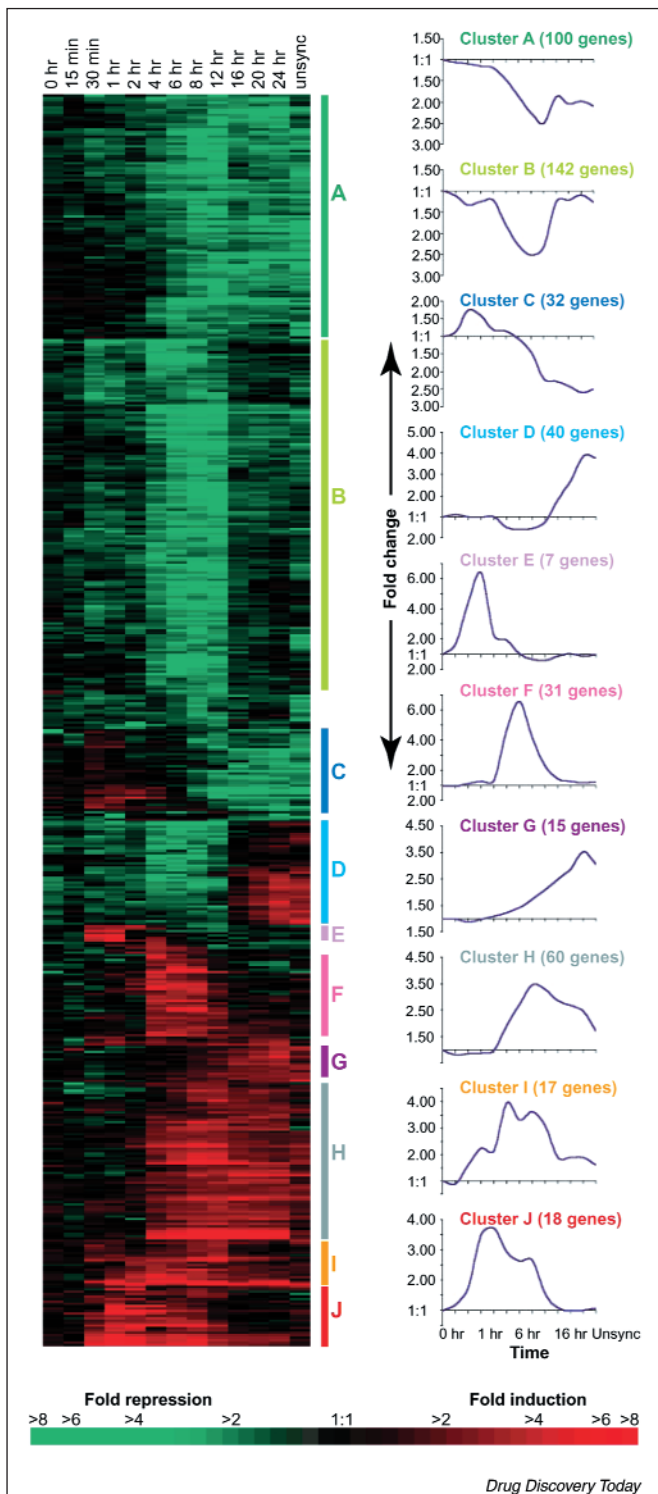 0 hr
15 min
30 min
1 hr
2 hr
4 hr
6 hr
8 hr
12 hr
16 hr
20 hr
24 hr
unsync
A
B
C
D
E
F
G
H
I
J
Fold change
Cluster A (100 genes)
1.50
1:1
1.50
2.00
2.50
3.00
Cluster B (142 genes)
1.50
1:1
1.50
2.00
2.50
3.00
Cluster C (32 genes)
2.00
1.50
1:1
1.50
2.00
2.50
3.00
Cluster D (40 genes)
5.00
4.00
3.00
2.00
1:1
2.00
Cluster E (7 genes)
6.00
4.00
2.00
1:1
2.00
Cluster F (31 genes)
6.00
4.00
2.00
1:1
2.00
Cluster G (15 genes)
4.50
3.50
2.50
1.50
1.50
Cluster H (60 genes)
4.50
3.50
2.50
1.50
Cluster I (17 genes)
4.00
3.00
2.00
1:1
Cluster J (18 genes)
4.00
3.00
2.00
1:1
0 hr 1 hr 6 hr 16 hr Unsync
Time
Fold repression Fold induction
>8 >6 >4 >2 1:1 >2 >4 >6 >8
Drug Discovery Today